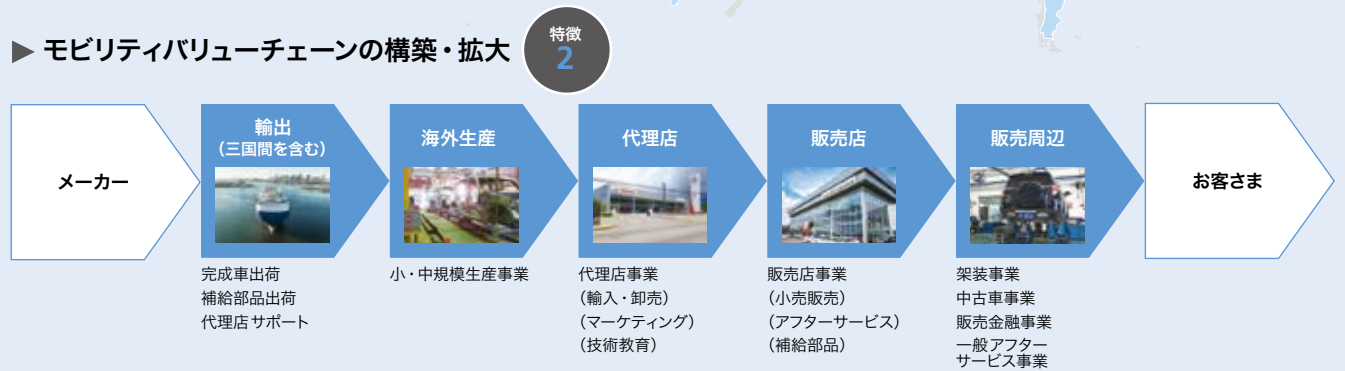 ▶ モビリティバリューチェーンの構築・拡大
特徴
2
メーカー
輸出
（三国間を含む）
完成車出荷
補給部品出荷
代理店サポート
海外生産
小・中規模生産事業
代理店
代理店事業
（輸入・卸売）
（マーケティング）
（技術教育）
販売店
販売店事業
（小売販売）
（アフターサービス）
（補給部品）
販売周辺
架装事業
中古車事業
販売金融事業
一般アフター
サービス事業
お客さま